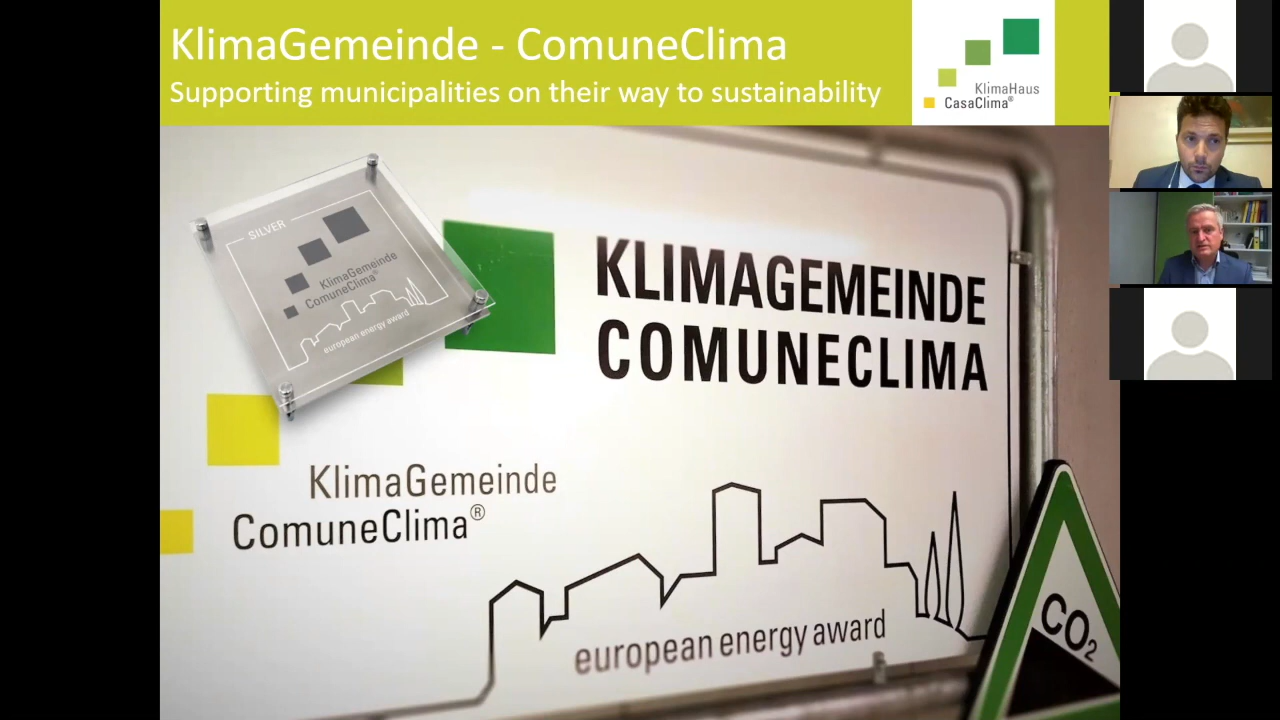 KlimaGemeinde - ComuneClima
Supporting municipalities on their way to sustainability
KlimaHaus
CasaClima®
SILVER
KlimaGemeinde
ComuneClima®
european energy award
KLIMAGEMEINDE
COMUNECLIMA
KlimaGemeinde
ComuneClima®
european energy award
CO₂